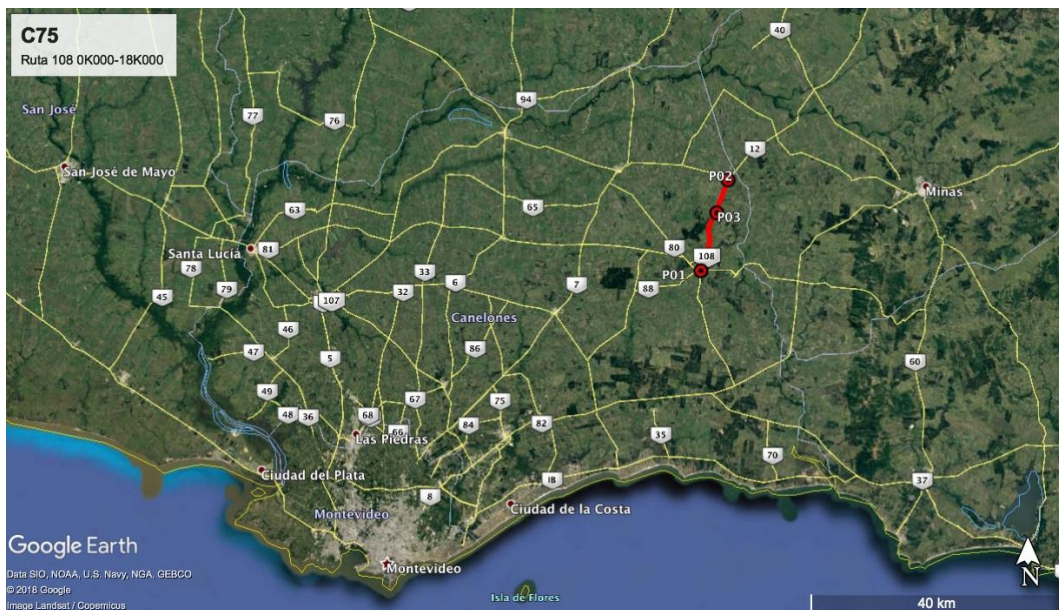 C75
Ruta 108 0K000-18K000
40
San José
77
76
94
12
San José de Mayo
P02
Minas
63
65
P03
Santa Lucía
81
80
108
78
33
P01
79
45
32
6
7
88
107
Canelones
46
47
5
86
60
49
67
75
48
36
68
66
84
82
35
Las Piedras
70
Ciudad del Plata
IB
37
8
Ciudad de la Costa
Montevideo
Google Earth
Montevideo
N
Data SIO, NOAA, U.S. Navy, NGA, GEBCO
© 2018 Google
Image Landsat / Copernicus
Isla de Flores
40 km